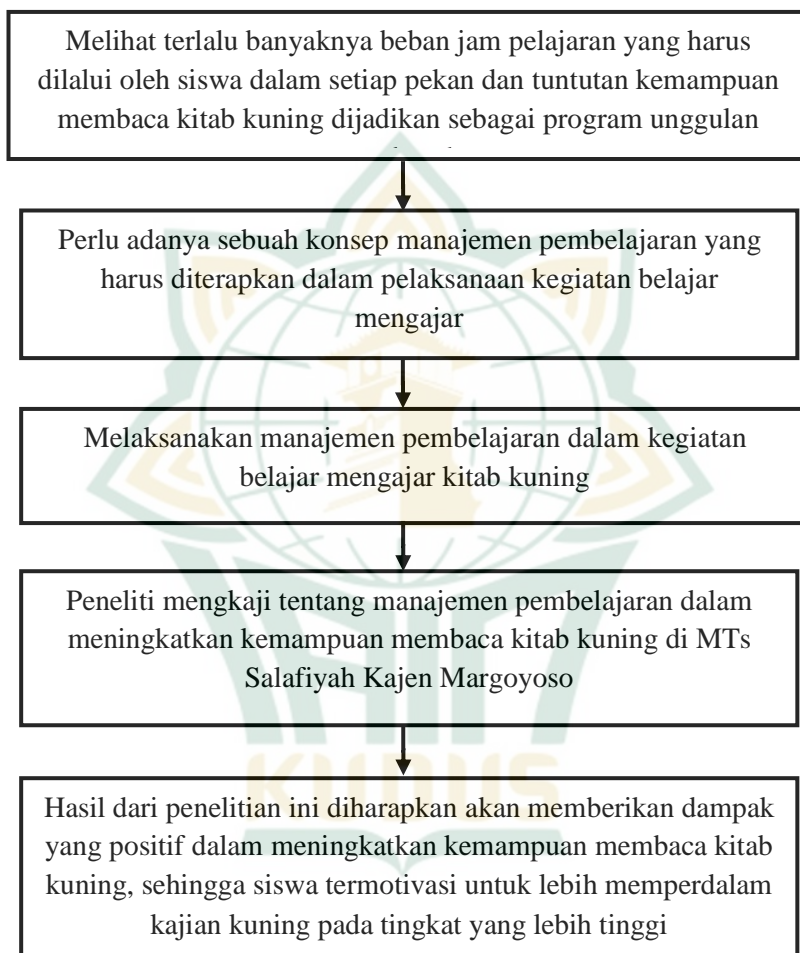 Melihat terlalu banyaknya beban jam pelajaran yang harus
dilalui oleh siswa dalam setiap pekan dan tuntutan kemampuan
membaca kitab kuning dijadikan sebagai program unggulan
Perlu adanya sebuah konsep manajemen pembelajaran yang
harus diterapkan dalam pelaksanaan kegiatan belajar
mengajar
Melaksanakan manajemen pembelajaran dalam kegiatan
belajar mengajar kitab kuning
Peneliti mengkaji tentang manajemen pembelajaran dalam
meningkatkan kemampuan membaca kitab kuning di MTs
Salafiyah Kajen Margoyoso
KUDUS
Hasil dari penelitian ini diharapkan akan memberikan dampak
yang positif dalam meningkatkan kemampuan membaca kitab
kuning, sehingga siswa termotivasi untuk lebih memperdalam
kajian kuning pada tingkat yang lebih tinggi